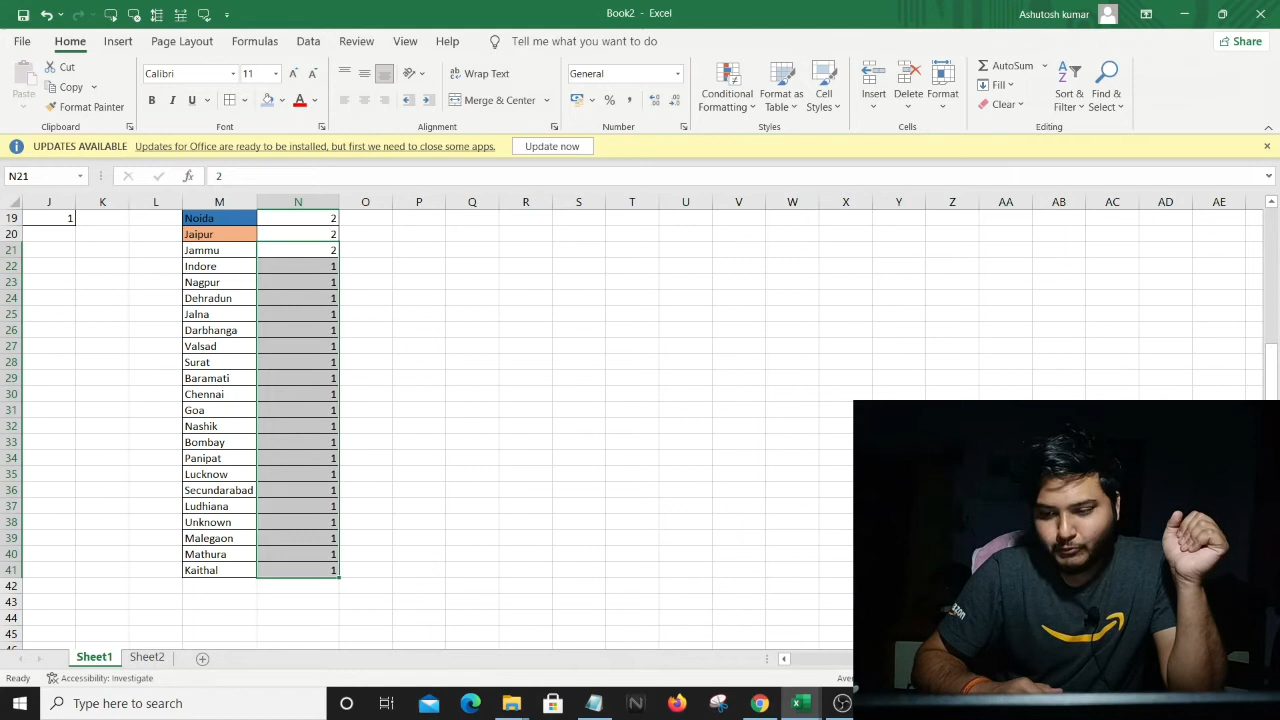 Book2 - Excel
Ashutosh kumar
File Home Insert Page Layout Formulas Data Review View Help Tell me what you want to do
Share
Paste
Cut
Copy
Format Painter
Clipboard
Calibri 11
B I U
Font
Wrap Text
Merge & Center
Alignment
General
Number
Conditional Formatting
Format as Table
Cell Styles
Styles
Insert
Delete
Format
Cells
AutoSum
Fill
Clear
Sort & Filter
Find & Select
Editing
UPDATES AVAILABLE Updates for Office are ready to be installed, but first we need to close some apps. Update now
N21 fx 2
J K L M N O P Q R S T U V W X Y Z AA AB AC AD AE
19 1 Noida 2
20 Jaipur 2
21 Jammu 2
22 Indore 1
23 Nagpur 1
24 Dehradun 1
25 Jalna 1
26 Darbhanga 1
27 Valsad 1
28 Surat 1
29 Baramati 1
30 Chennai 1
31 Goa 1
32 Nashik 1
33 Bombay 1
34 Panipat 1
35 Lucknow 1
36 Secundarabad 1
37 Ludhiana 1
38 Unknown 1
39 Malegaon 1
40 Mathura 1
41 Kaithal 1
42
43
44
45
Sheet1 Sheet2
Ready Accessibility: Investigate
Type here to search
amazon